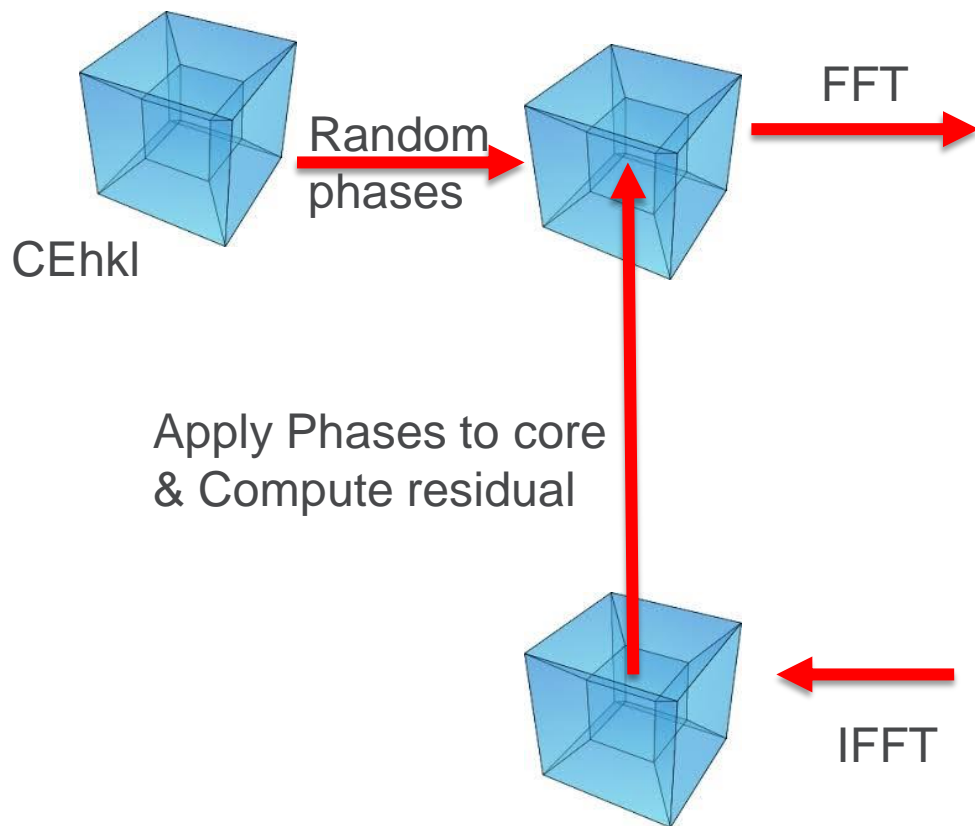 FFT
Random
phases
CEhkl
Apply Phases to core
& Compute residual
IFFT